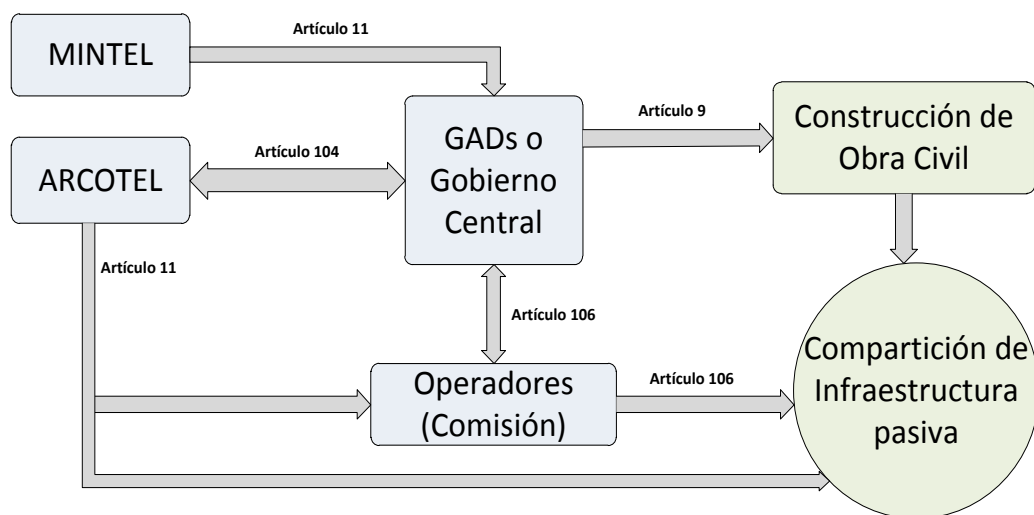 Artículo 11
MINTEL
GADs o
Gobierno
Central
Artículo 9
Construcción de
Obra Civil
ARCOTEL
Artículo 104
Artículo 11
Artículo 106
Operadores
(Comisión)
Artículo 106
Compartición de
Infraestructura
pasiva